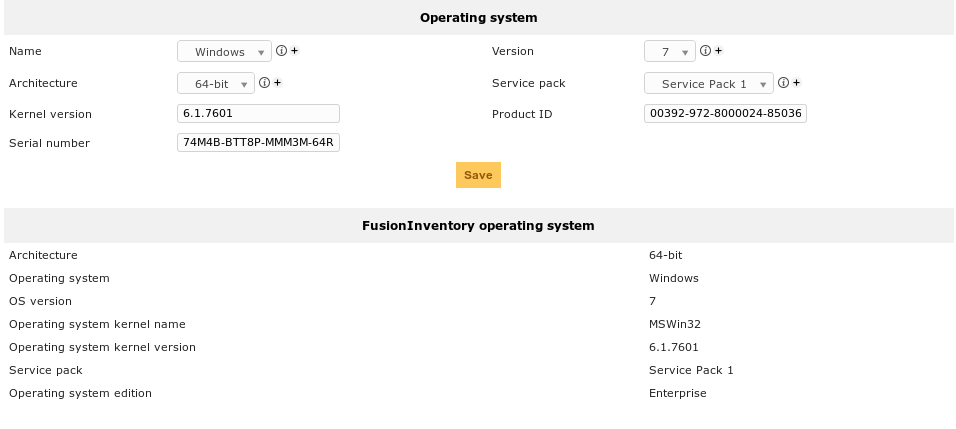 Operating system
Name Windows Version 7
Architecture 64-bit Service pack Service Pack 1
Kernel version 6.1.7601 Product ID 00392-972-8000024-85036
Serial number 74M4B-BTT8P-MMM3M-64R
Save
FusionInventory operating system
Architecture 64-bit
Operating system Windows
OS version 7
Operating system kernel name MSWin32
Operating system kernel version 6.1.7601
Service pack Service Pack 1
Operating system edition Enterprise